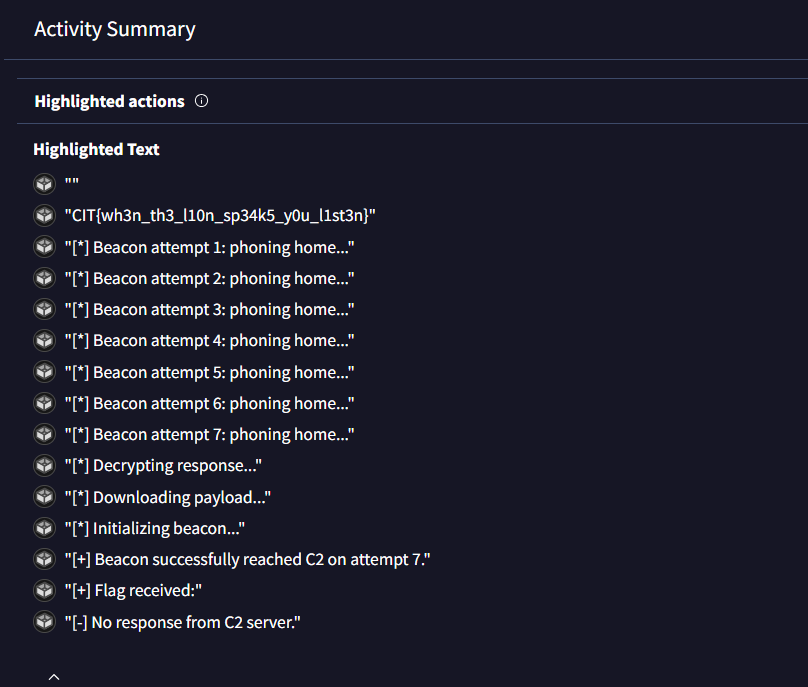 Activity Summary
Highlighted actions
Highlighted Text
""
"CIT{wh3n_th3_l10n_sp34k5_y0u_l1st3n}"
"[*] Beacon attempt 1: phoning home..."
"[*] Beacon attempt 2: phoning home..."
"[*] Beacon attempt 3: phoning home..."
"[*] Beacon attempt 4: phoning home..."
"[*] Beacon attempt 5: phoning home..."
"[*] Beacon attempt 6: phoning home..."
"[*] Beacon attempt 7: phoning home..."
"[*] Decrypting response..."
"[*] Downloading payload..."
"[*] Initializing beacon..."
"[+] Beacon successfully reached C2 on attempt 7."
"[+] Flag received:"
"[-] No response from C2 server."